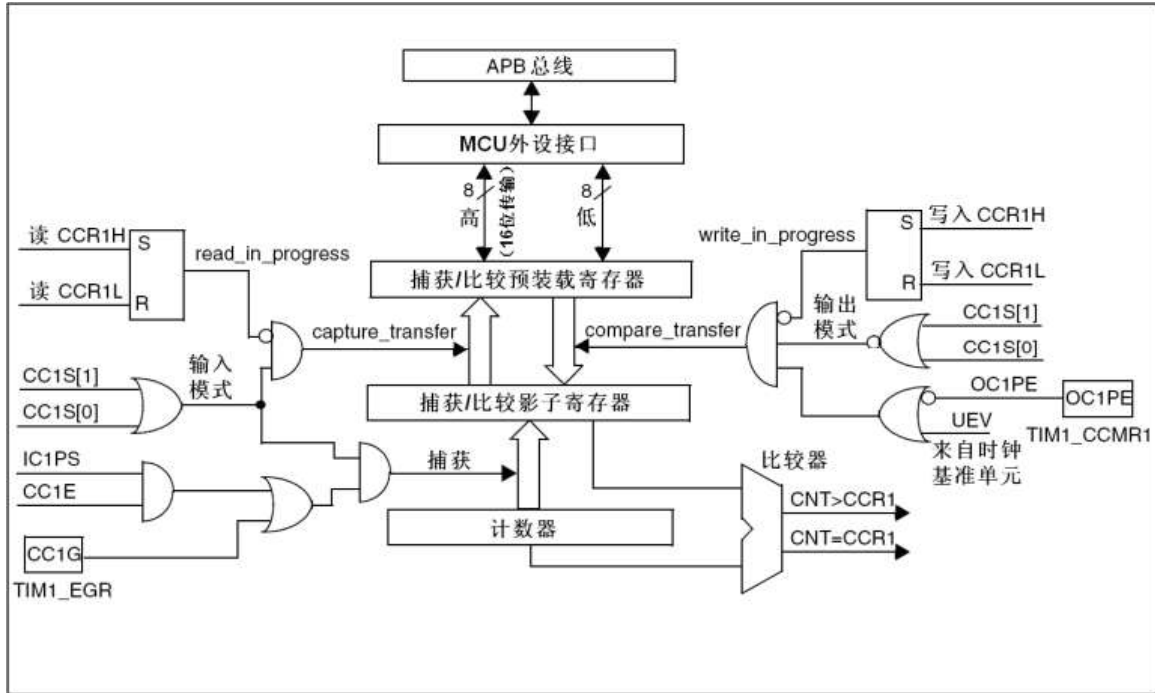 APB 总线
MCU外设接口
8
高
(16位传输)
8
低
读 CCR1H
S
read_in_progress
读 CCR1L
R
write_in_progress
S
写入 CCR1H
R
写入 CCR1L
捕获/比较预装载寄存器
capture_transfer
compare_transfer
输出
模式
CC1S[1]
CC1S[0]
输入
模式
CC1S[1]
CC1S[0]
捕获/比较影子寄存器
OC1PE
OC1PE
UEV
TIM1_CCMR1
来自时钟
基准单元
IC1PS
CC1E
捕获
比较器
CNT>CCR1
计数器
CNT=CCR1
CC1G
TIM1_EGR